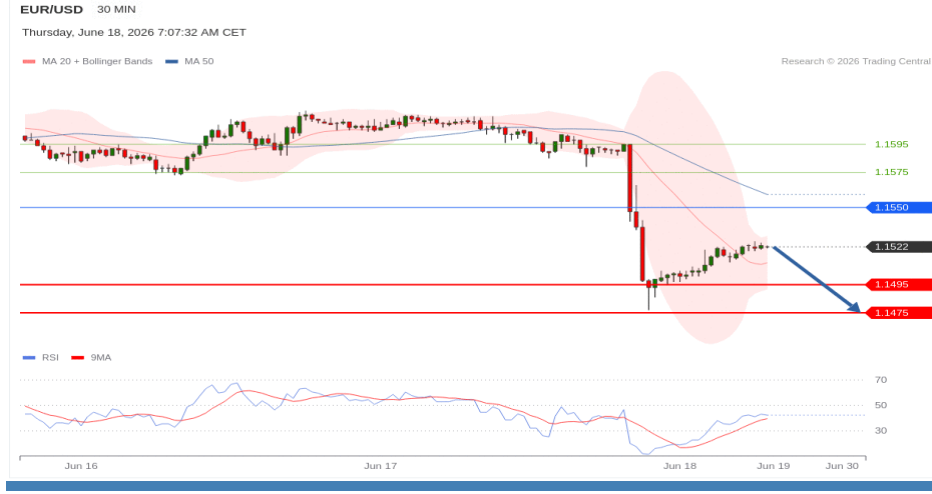 EUR/USD 30 MIN
Thursday, June 18, 2026 7:07:32 AM CET
MA 20 + Bollinger Bands MA 50 Research © 2026 Trading Central
1.1595
1.1575
1.1550
1.1522
1.1495
1.1475
RSI 9MA
70
50
30
Jun 16 Jun 17 Jun 18 Jun 19 Jun 30